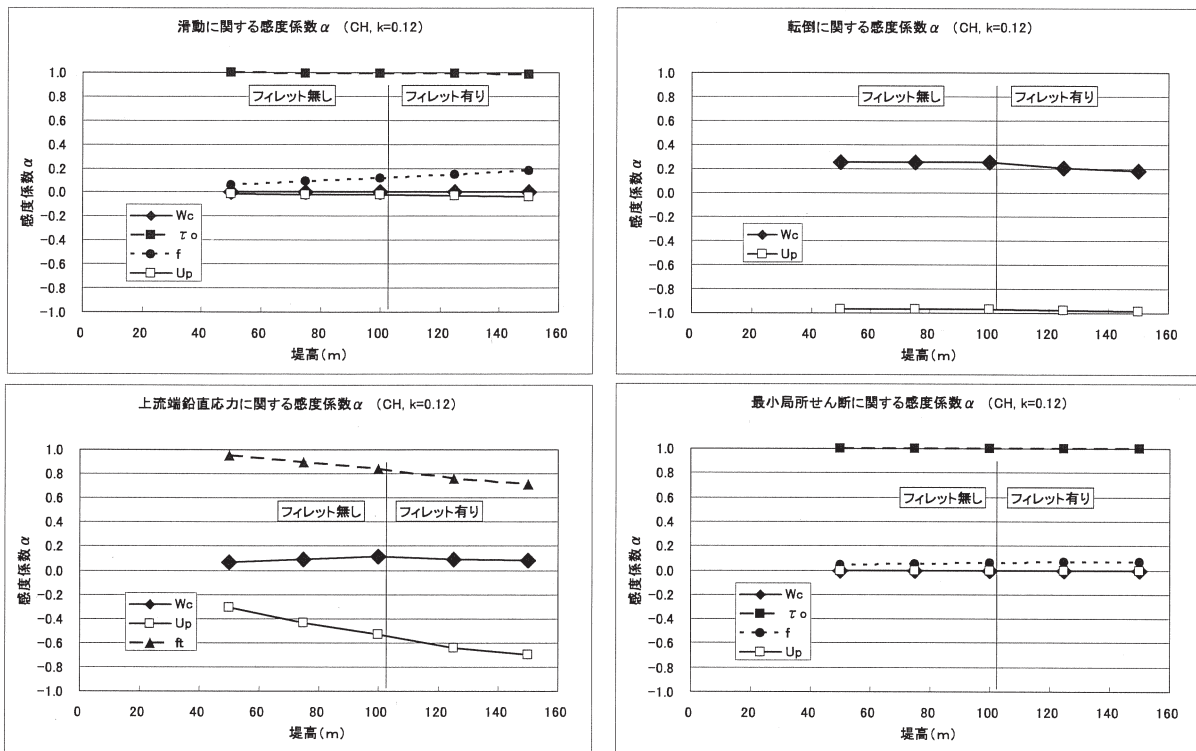 滑動に関する感度係数α (CH, k=0.12)
感度係数α
1.0
0.8
0.6
0.4
0.2
0.0
-0.2
-0.4
-0.6
-0.8
-1.0
フィレット無し
フィレット有り
Wc
τo
f
Up
0 20 40 60 80 100 120 140 160
堤高(m)
転倒に関する感度係数α (CH, k=0.12)
感度係数α
1.0
0.8
0.6
0.4
0.2
0.0
-0.2
-0.4
-0.6
-0.8
-1.0
フィレット無し
フィレット有り
Wc
Up
0 20 40 60 80 100 120 140 160
堤高(m)
上流端鉛直応力に関する感度係数α (CH, k=0.12)
感度係数α
1.0
0.8
0.6
0.4
0.2
0.0
-0.2
-0.4
-0.6
-0.8
-1.0
フィレット無し
フィレット有り
Wc
Up
ft
0 20 40 60 80 100 120 140 160
堤高(m)
最小局所せん断に関する感度係数α (CH, k=0.12)
感度係数α
1.0
0.8
0.6
0.4
0.2
0.0
-0.2
-0.4
-0.6
-0.8
-1.0
フィレット無し
フィレット有り
Wc
τo
f
Up
0 20 40 60 80 100 120 140 160
堤高(m)